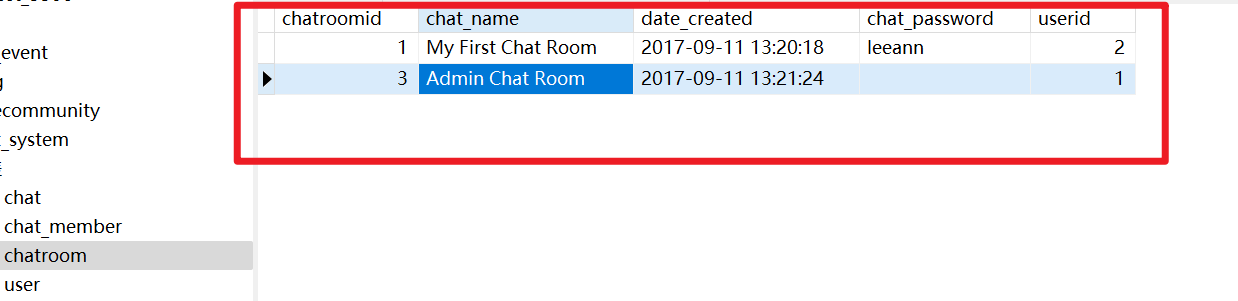 chatroomid chat_name date_created chat_password userid
1 My First Chat Room 2017-09-11 13:20:18 leeann 2
3 Admin Chat Room 2017-09-11 13:21:24 1
_event
g
ecommunity
_system
chat
chat_member
chatroom
user